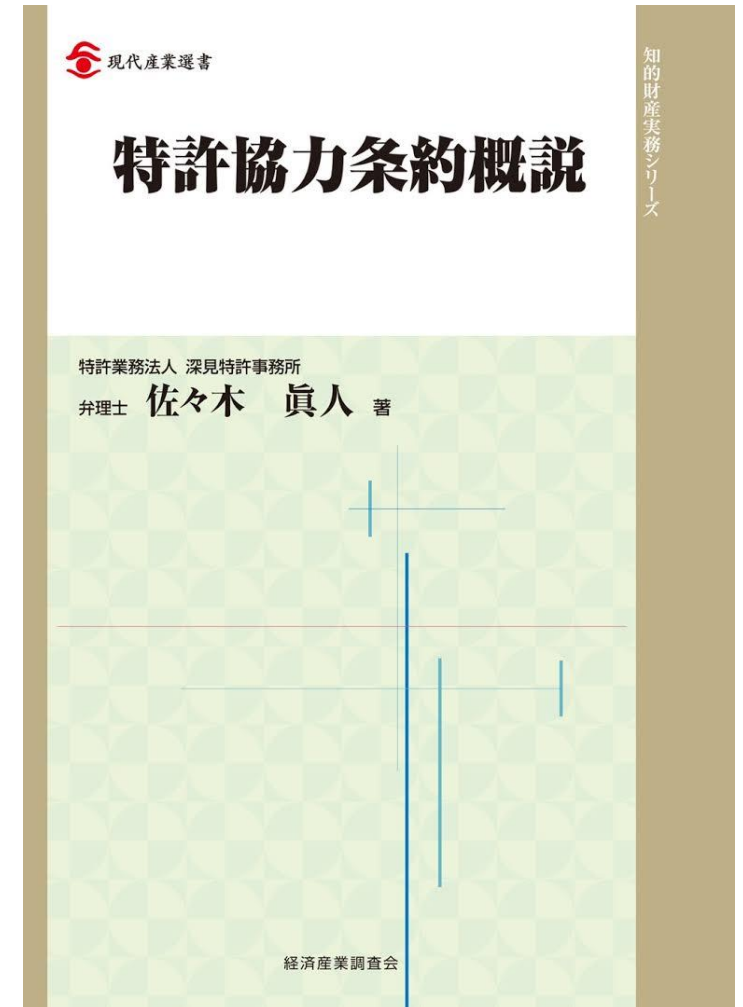 現代産業選書
知的財産実務シリーズ
特許協力条約概説
特許業務法人 深見特許事務所
弁理士 佐々木 眞人 著
経済産業調査会